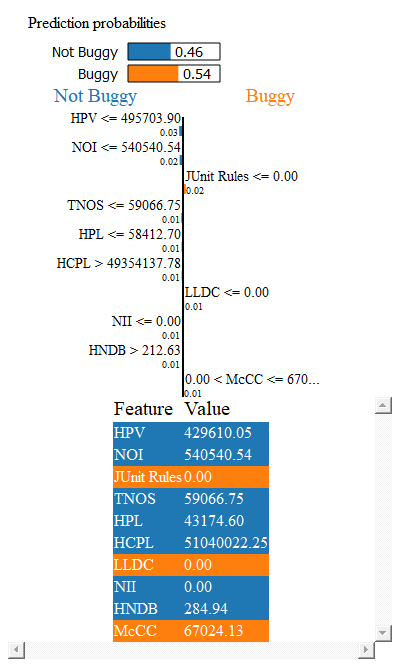 Prediction probabilities
Not Buggy 0.46
Buggy 0.54
Not Buggy Buggy
HPV <= 495703.90
0.03
NOI <= 540540.54
0.02
JUnit Rules <= 0.00
0.02
TNOS <= 59066.75
0.01
HPL <= 58412.70
0.01
HCPL > 49354137.78
0.01
LLDC <= 0.00
0.01
NII <= 0.00
0.01
HNDB > 212.63
0.01
0.00 < McCC <= 670...
0.01
Feature Value
HPV 429610.05
NOI 540540.54
JUnit Rules 0.00
TNOS 59066.75
HPL 43174.60
HCPL 51040022.25
LLDC 0.00
NII 0.00
HNDB 284.94
McCC 67024.13